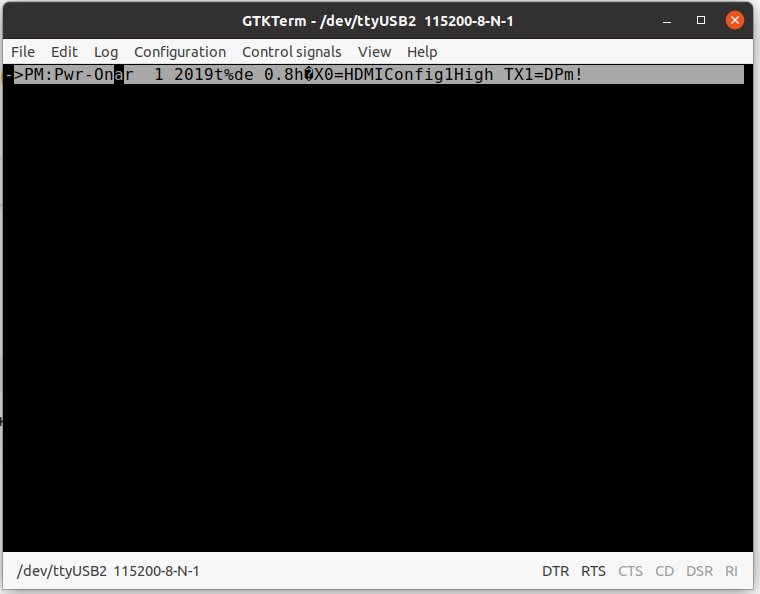 GTKTerm - /dev/ttyUSB2 115200-8-N-1
File Edit Log Configuration Control signals View Help
->PM:Pwr-Onar  1 2019t%de 0.8h�X0=HDMIConfig1High TX1=DPm!
/dev/ttyUSB2 115200-8-N-1 DTR RTS CTS CD DSR RI